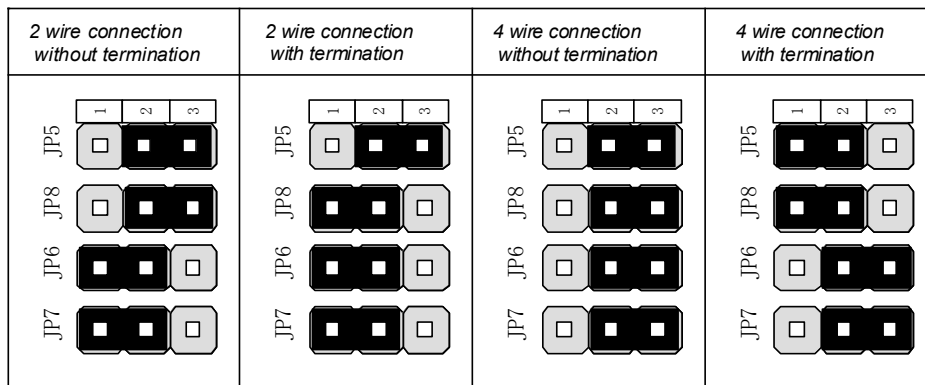 2 wire connection
without termination
2 wire connection
with termination
4 wire connection
without termination
4 wire connection
with termination
1 2 3
JP5
JP8
JP6
JP7
1 2 3
JP5
JP8
JP6
JP7
1 2 3
JP5
JP8
JP6
JP7
1 2 3
JP5
JP8
JP6
JP7